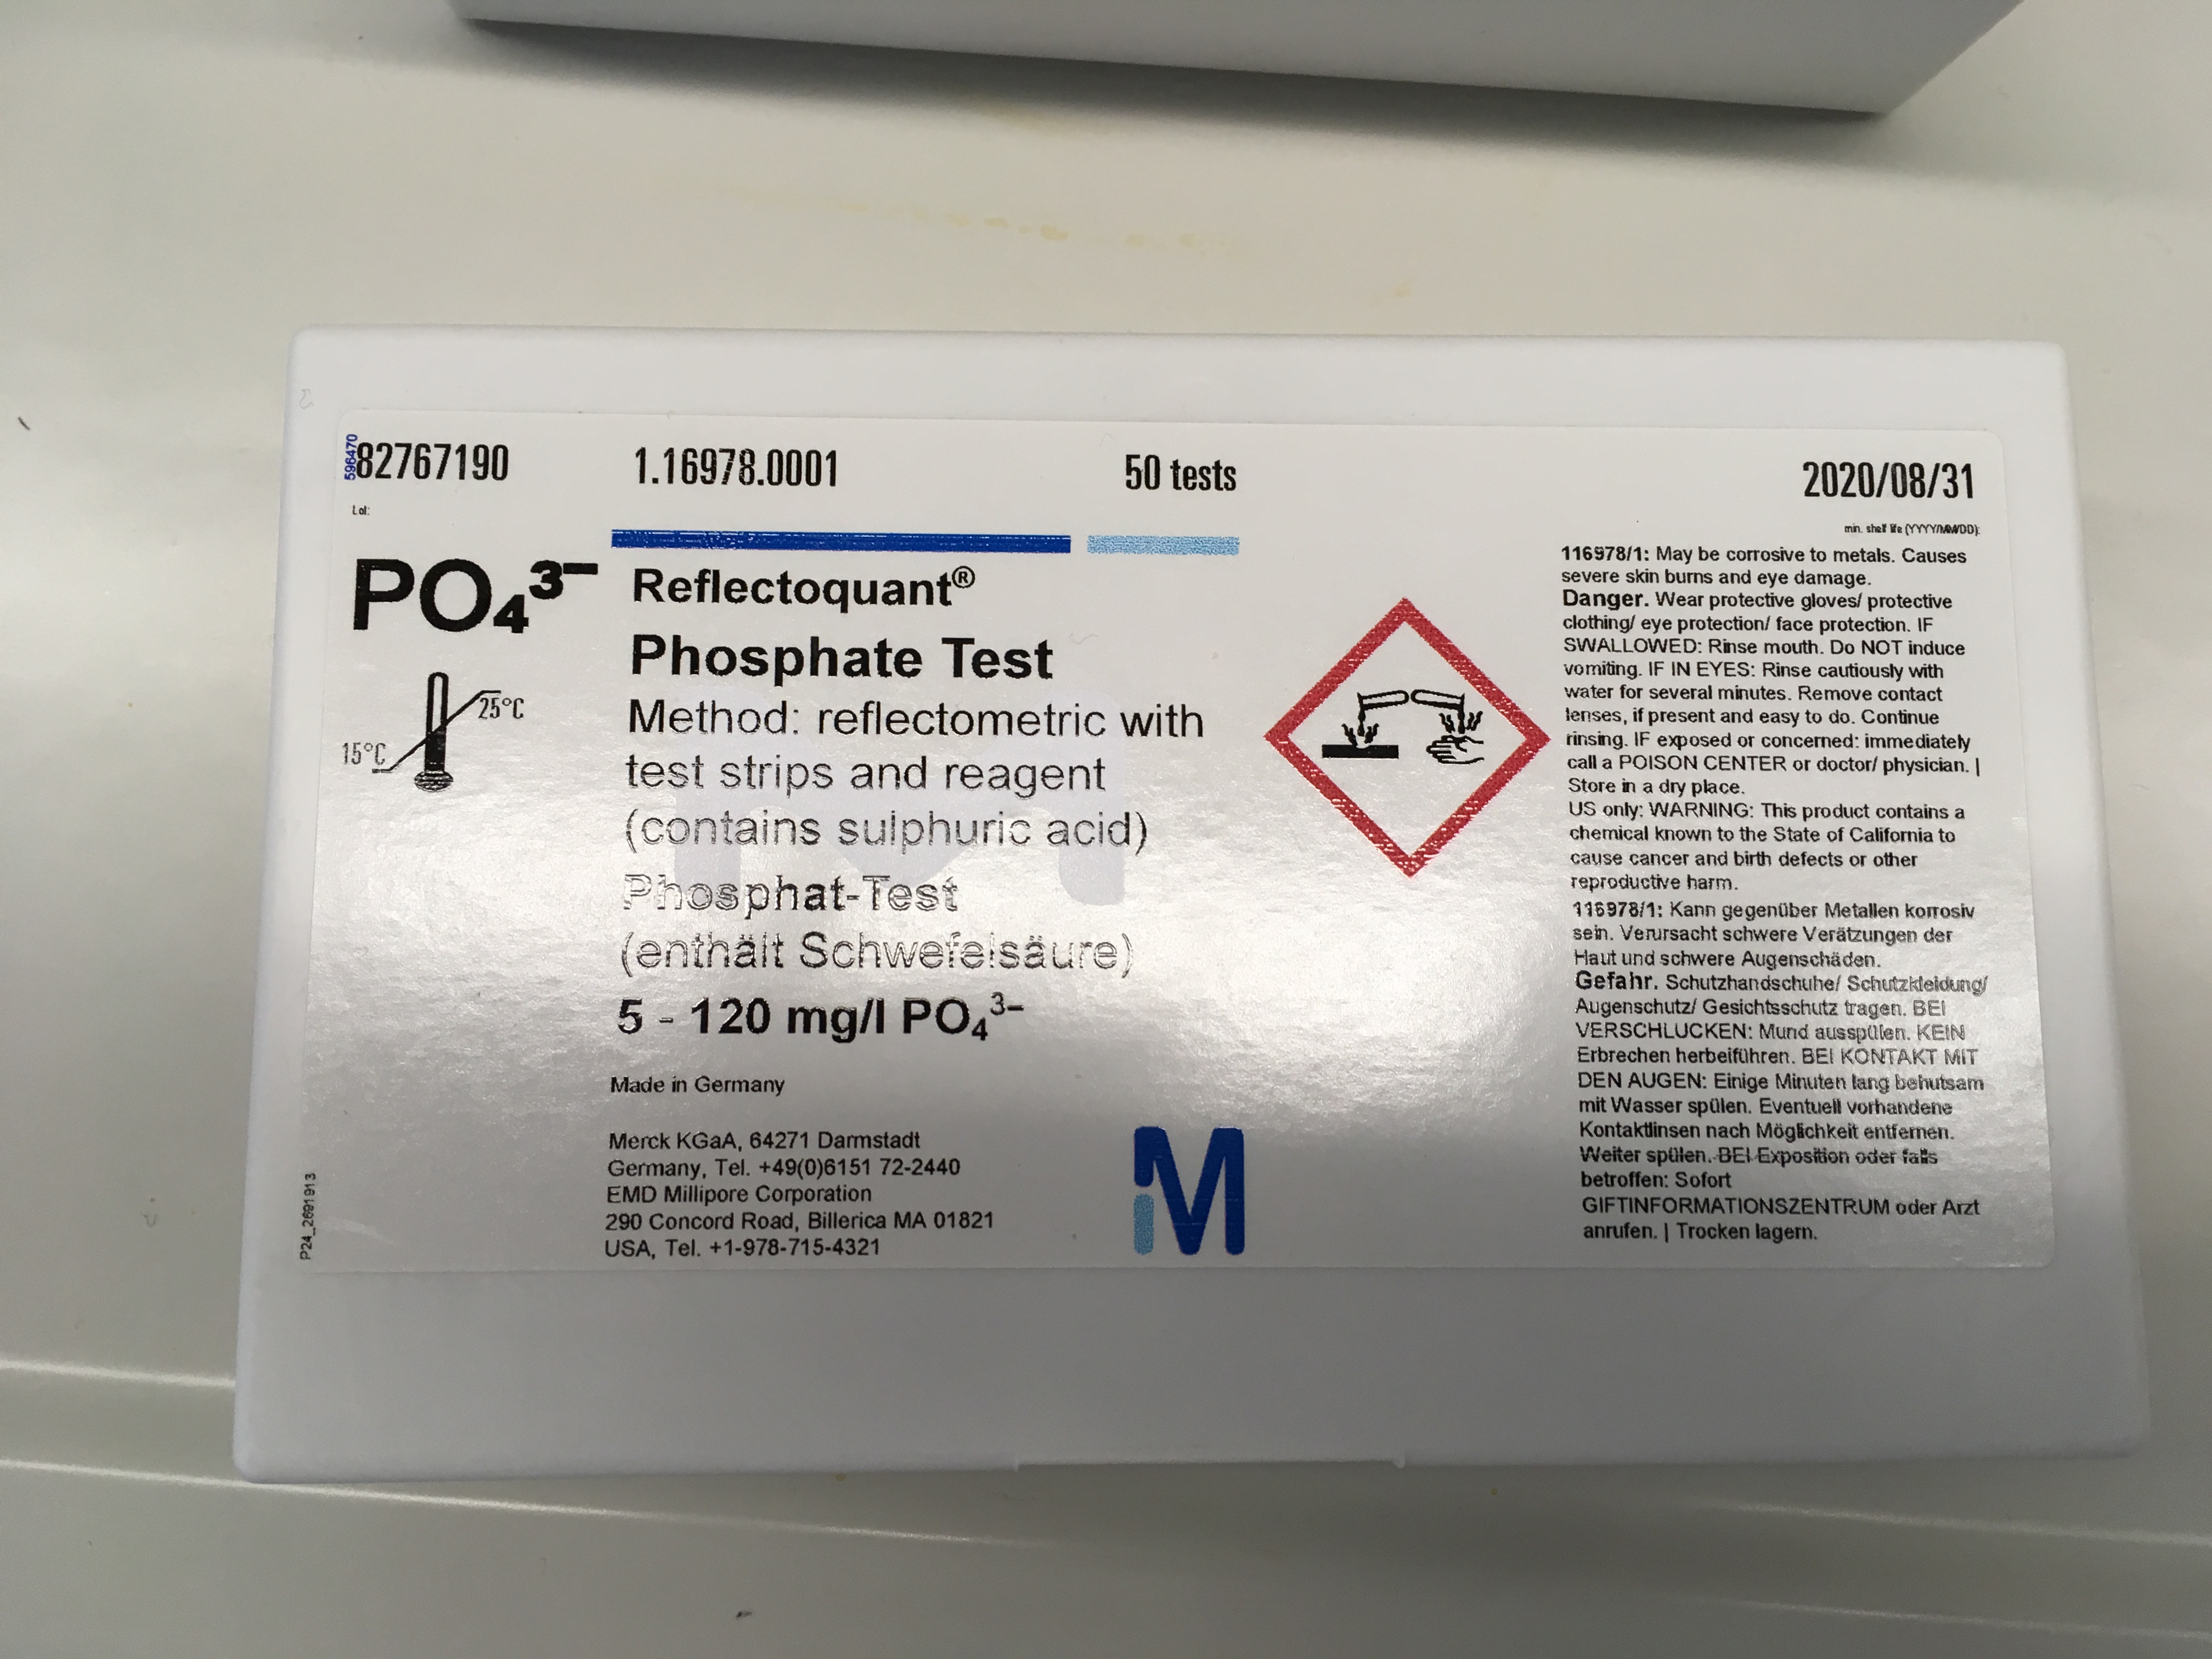 596470
82767190
Lot:
1.16978.0001
50 tests
2020/08/31
min. shelf life (YYYY/MM/DD):
PO₄³⁻
25°C
15°C
Reflectoquant®
Phosphate Test
Method: reflectometric with
test strips and reagent
(contains sulphuric acid)
Phosphat-Test
(enthält Schwefelsäure)
5 - 120 mg/l PO₄³⁻
Made in Germany
Merck KGaA, 64271 Darmstadt
Germany, Tel. +49(0)6151 72-2440
EMD Millipore Corporation
290 Concord Road, Billerica MA 01821
USA, Tel. +1-978-715-4321
P24_2691913
M
116978/1: May be corrosive to metals. Causes
severe skin burns and eye damage.
Danger. Wear protective gloves/ protective
clothing/ eye protection/ face protection. IF
SWALLOWED: Rinse mouth. Do NOT induce
vomiting. IF IN EYES: Rinse cautiously with
water for several minutes. Remove contact
lenses, if present and easy to do. Continue
rinsing. IF exposed or concerned: immediately
call a POISON CENTER or doctor/ physician. |
Store in a dry place.
US only: WARNING: This product contains a
chemical known to the State of California to
cause cancer and birth defects or other
reproductive harm.
116978/1: Kann gegenüber Metallen korrosiv
sein. Verursacht schwere Verätzungen der
Haut und schwere Augenschäden.
Gefahr. Schutzhandschuhe/ Schutzkleidung/
Augenschutz/ Gesichtsschutz tragen. BEI
VERSCHLUCKEN: Mund ausspülen. KEIN
Erbrechen herbeiführen. BEI KONTAKT MIT
DEN AUGEN: Einige Minuten lang behutsam
mit Wasser spülen. Eventuell vorhandene
Kontaktlinsen nach Möglichkeit entfernen.
Weiter spülen. BEI Exposition oder falls
betroffen: Sofort
GIFTINFORMATIONSZENTRUM oder Arzt
anrufen. | Trocken lagern.